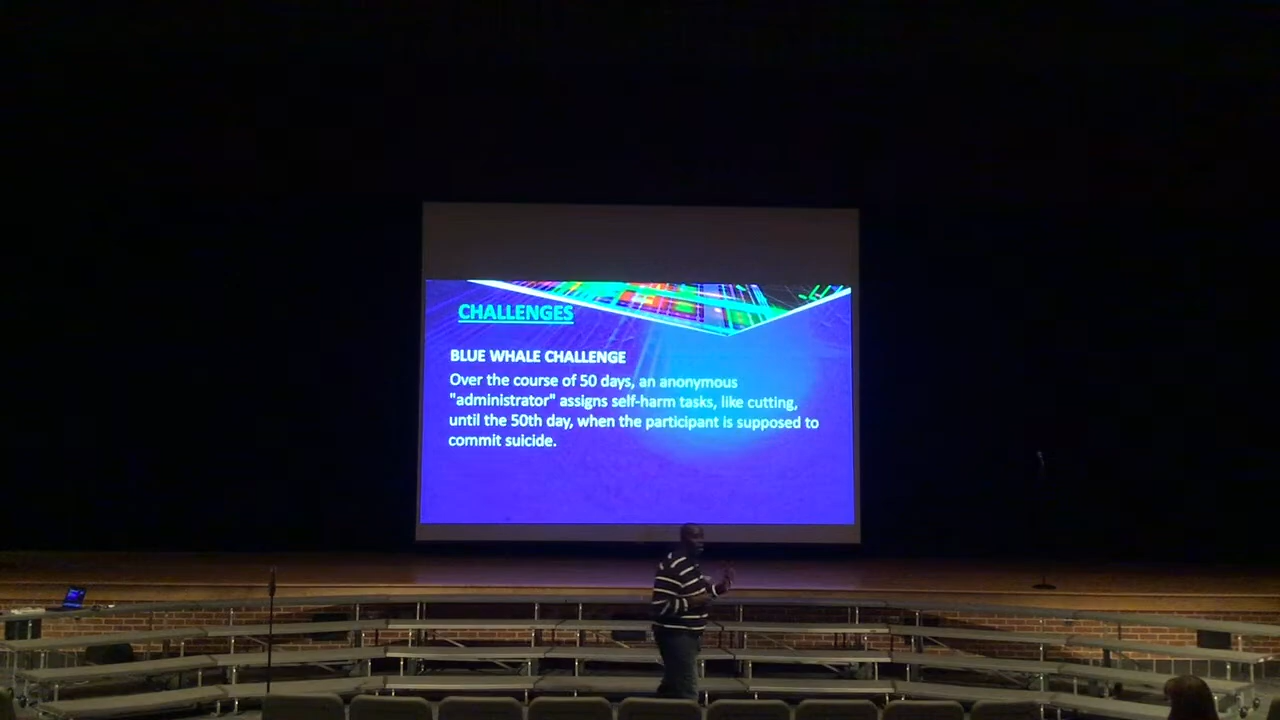 CHALLENGES
BLUE WHALE CHALLENGE
Over the course of 50 days, an anonymous
"administrator" assigns self-harm tasks, like cutting,
until the 50th day, when the participant is supposed to
commit suicide.